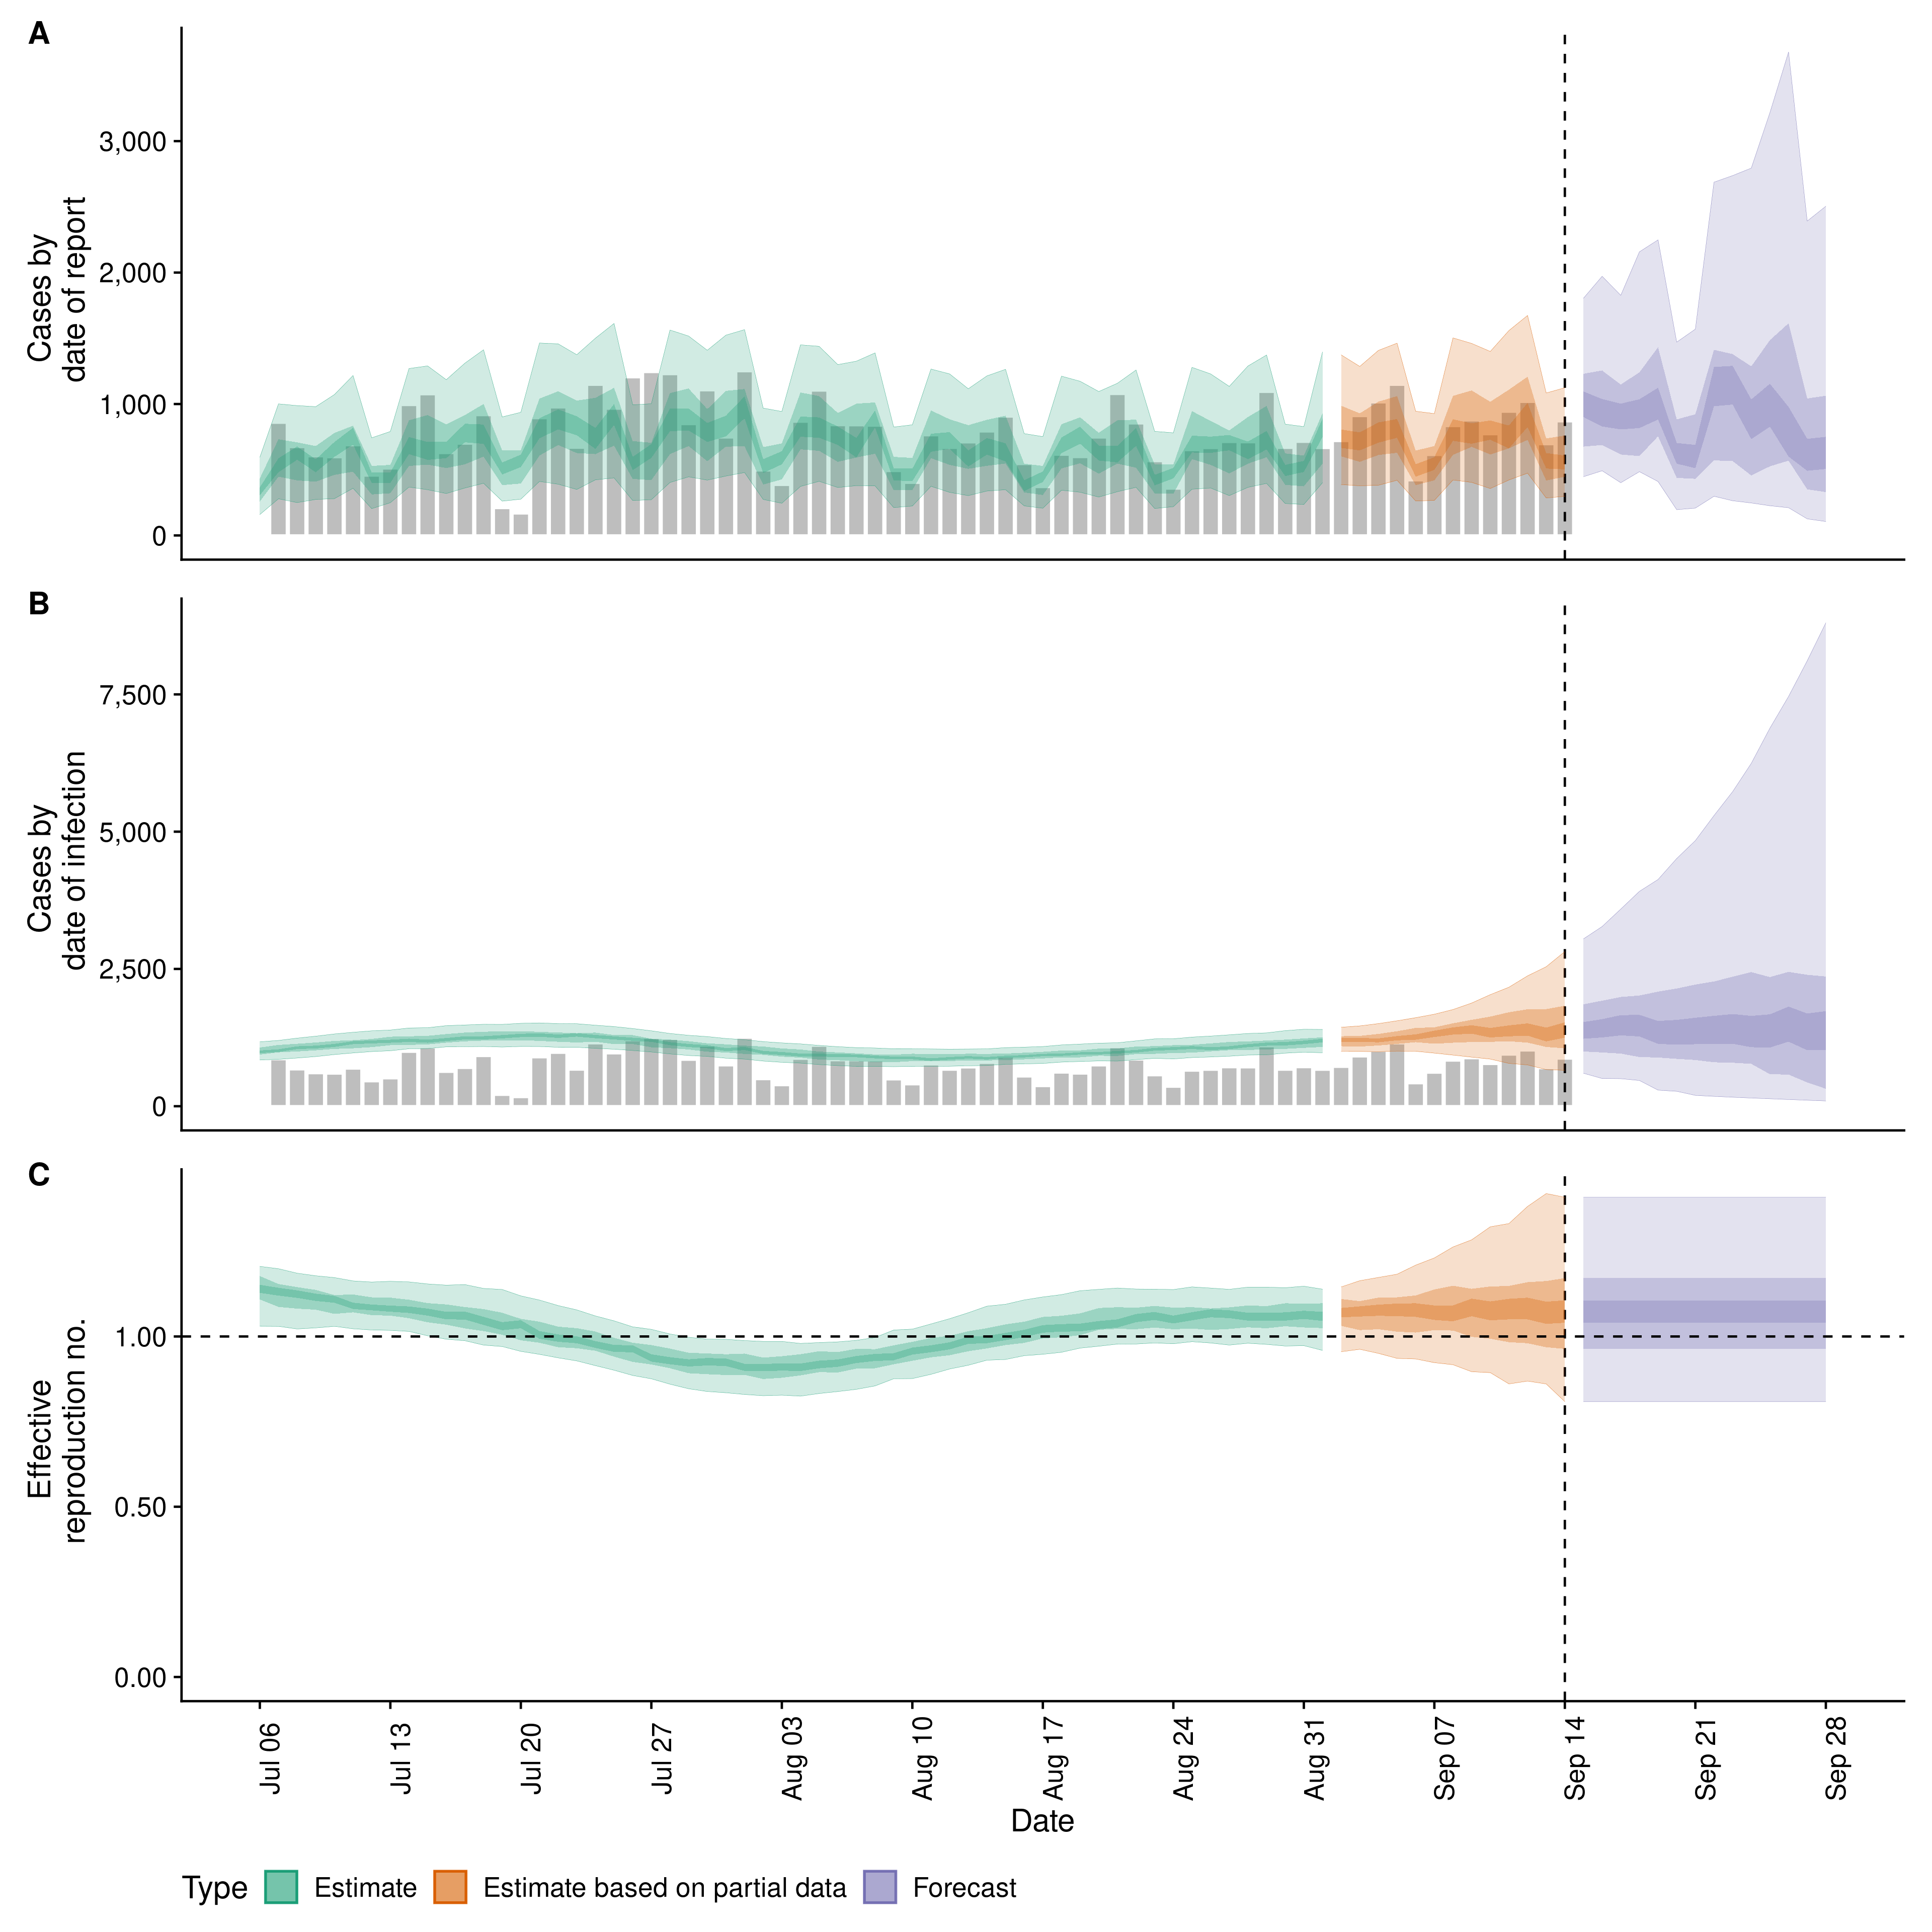 A
Cases by
date of report
3,000
2,000
1,000
0
B
Cases by
date of infection
7,500
5,000
2,500
0
C
Effective
reproduction no.
1.00
0.50
0.00
Jul 06
Jul 13
Jul 20
Jul 27
Aug 03
Aug 10
Aug 17
Aug 24
Aug 31
Sep 07
Sep 14
Sep 21
Sep 28
Date
Type Estimate Estimate based on partial data Forecast